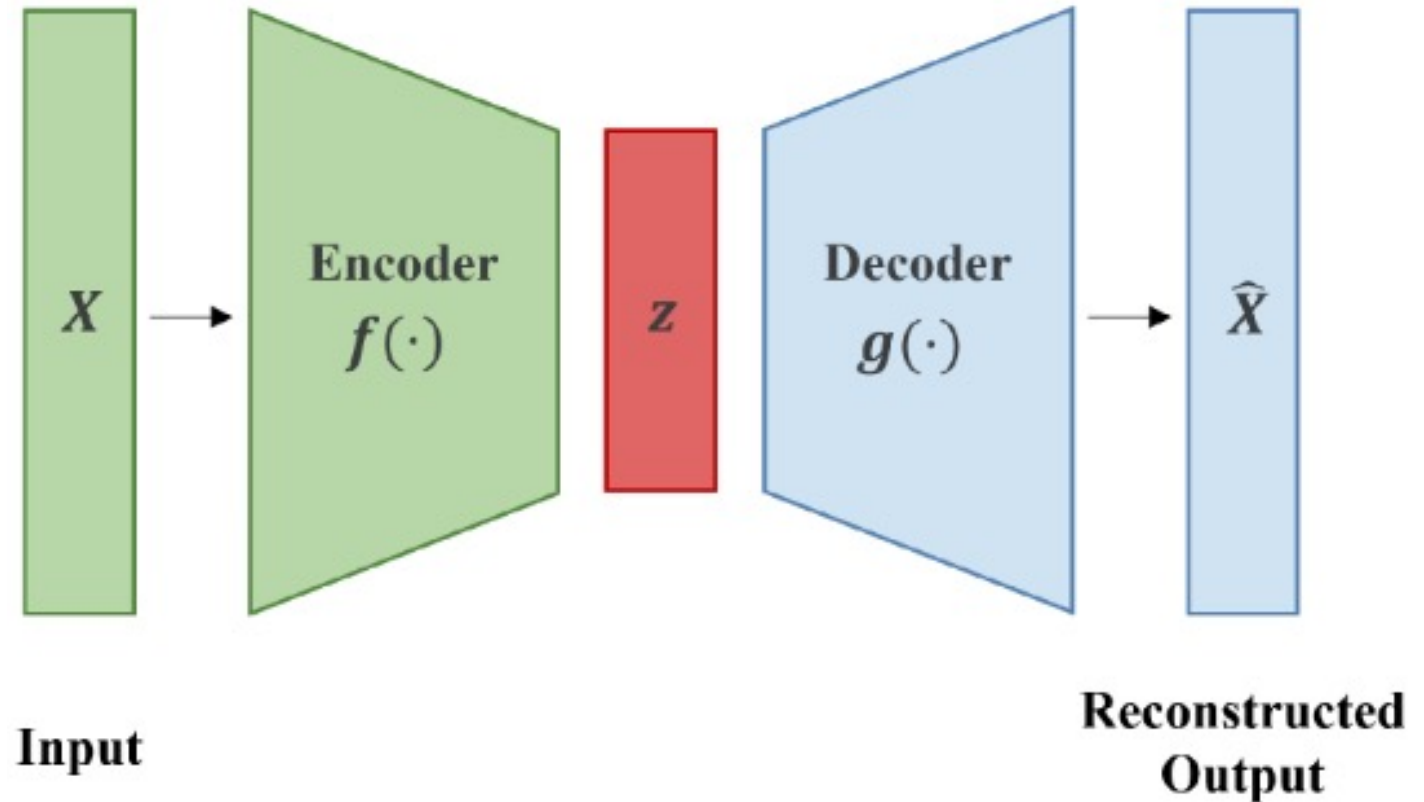 X
Encoder
f(·)
z
Decoder
g(·)
X̂
Input
Reconstructed
Output